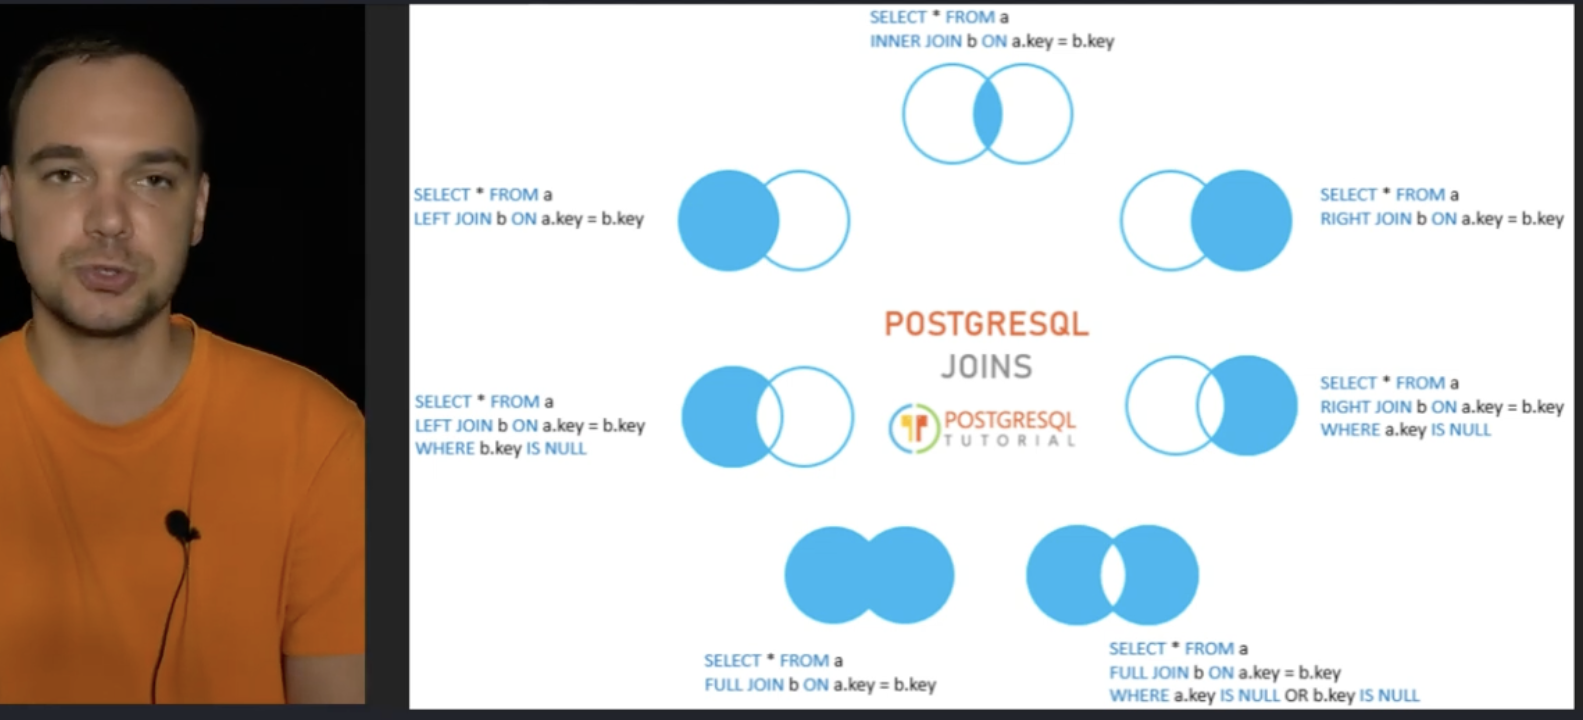 SELECT * FROM a
INNER JOIN b ON a.key = b.key
SELECT * FROM a
LEFT JOIN b ON a.key = b.key
SELECT * FROM a
RIGHT JOIN b ON a.key = b.key
POSTGRESQL
JOINS
POSTGRESQL
TUTORIAL
SELECT * FROM a
LEFT JOIN b ON a.key = b.key
WHERE b.key IS NULL
SELECT * FROM a
RIGHT JOIN b ON a.key = b.key
WHERE a.key IS NULL
SELECT * FROM a
FULL JOIN b ON a.key = b.key
SELECT * FROM a
FULL JOIN b ON a.key = b.key
WHERE a.key IS NULL OR b.key IS NULL